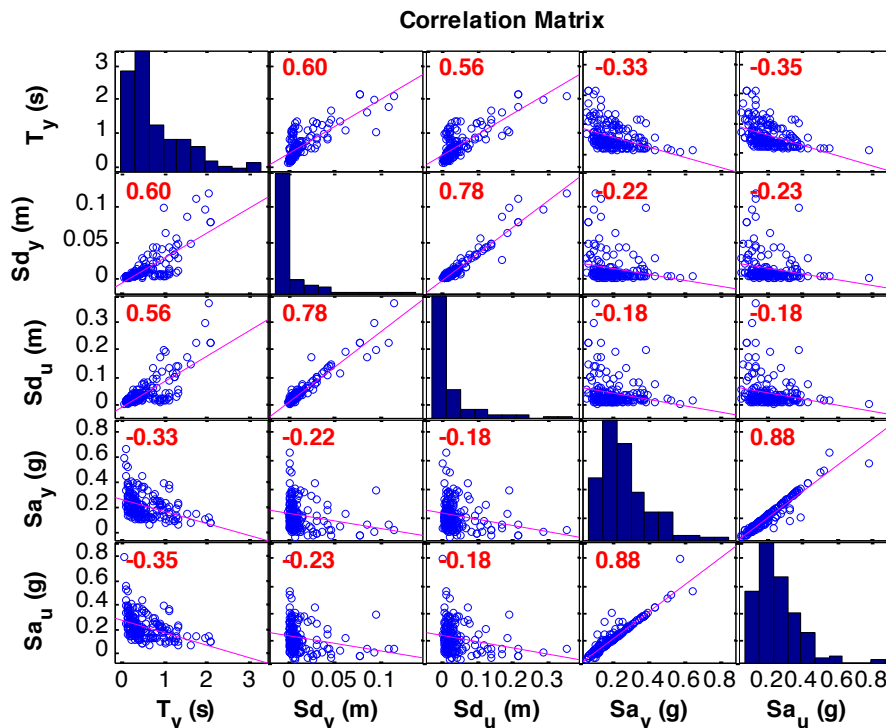 Correlation Matrix
T_y (s)
3
2
1
0
0.60
0.56
-0.33
-0.35
Sd_y (m)
0.1
0.05
0
0.60
0.78
-0.22
-0.23
Sd_u (m)
0.3
0.2
0.1
0
0.56
0.78
-0.18
-0.18
Sa_y (g)
0.8
0.6
0.4
0.2
-0.33
-0.22
-0.18
0.88
Sa_u (g)
0.8
0.6
0.4
0.2
-0.35
-0.23
-0.18
0.88
0 1 2 3
0 0.05 0.1
0 0.1 0.2 0.3
0.20.40.60.8
0.20.40.60.8
T_y (s)
Sd_y (m)
Sd_u (m)
Sa_y (g)
Sa_u (g)